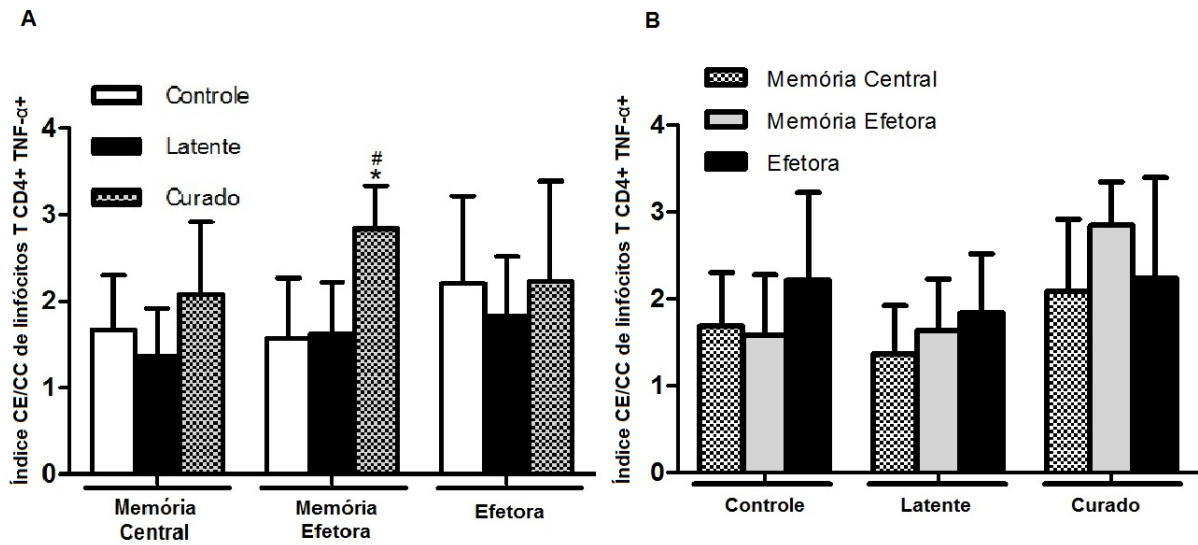 A
Índice CE/CC de linfócitos T CD4+ TNF-α+
Controle
Latente
Curado
4
3
2
1
0
#
*
Memória
Central
Memória
Efetora
Efetora
B
Índice CE/CC de linfócitos T CD4+ TNF-α+
Memória Central
Memória Efetora
Efetora
4
3
2
1
0
Controle
Latente
Curado